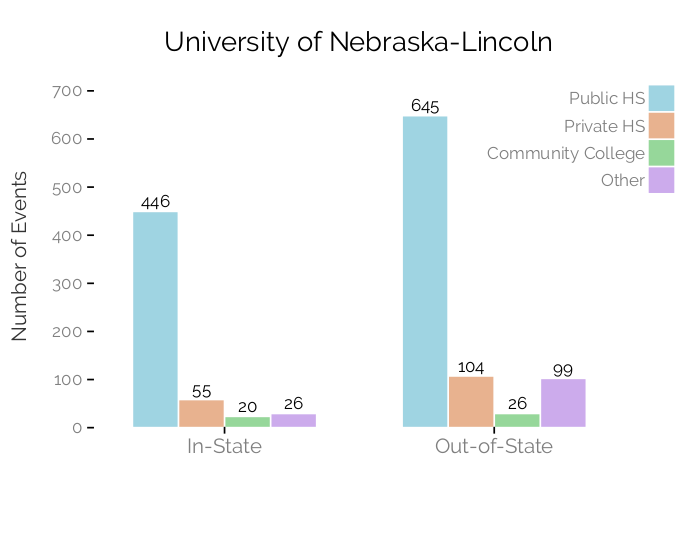 University of Nebraska-Lincoln
Number of Events
700
600
500
400
300
200
100
0
446
55
20
26
645
104
26
99
In-State
Out-of-State
Public HS
Private HS
Community College
Other